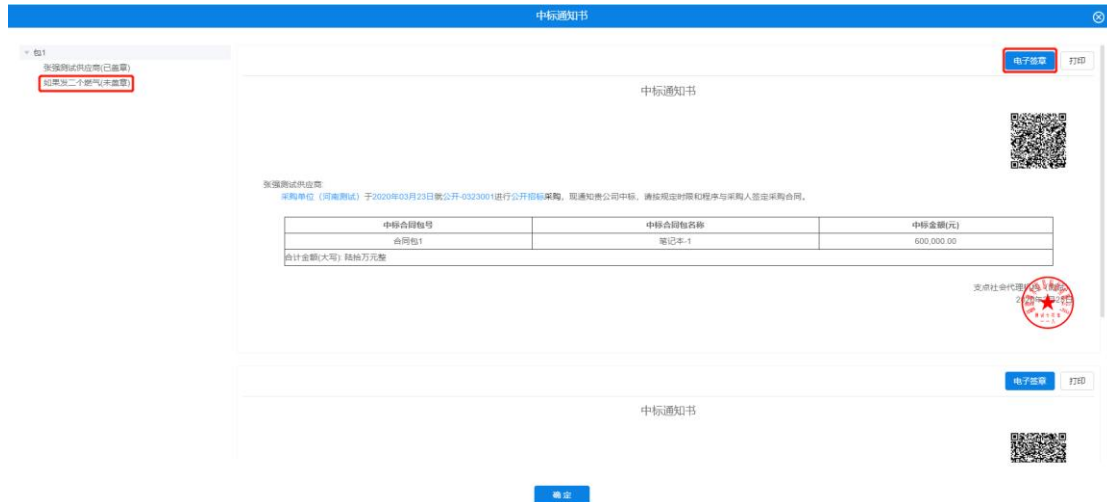 中标通知书
包1
张强测试供应商(已盖章)
如果发二个脾气(未盖章)
电子签章 打印
中标通知书
张强测试供应商:
采购单位（河南测试）于2020年03月23日就公开-0323001进行公开招标采购，现通知贵公司中标，请按规定时限和程序与采购人签定采购合同。
中标合同包号 中标合同包名称 中标金额(元)
合同包1 笔记本-1 600,000.00
合计金额(大写): 陆拾万元整
支点社会代理
电子签章 打印
中标通知书
确定